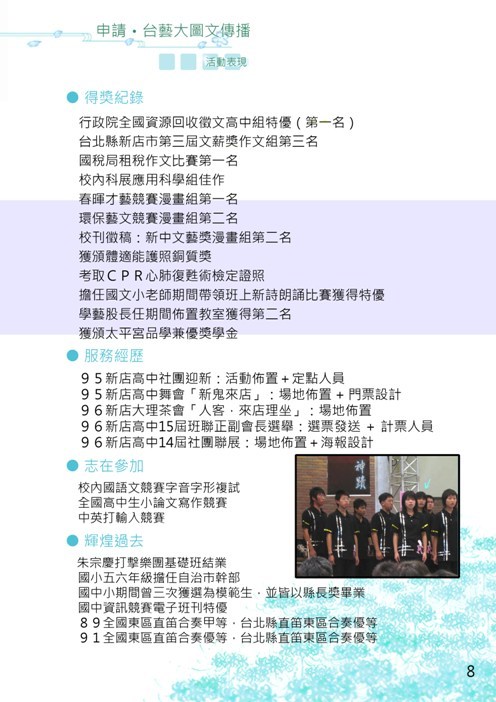 申請・台藝大圖文傳播
活動表現
● 得獎紀錄
行政院全國資源回收徵文高中組特優（第一名）
台北縣新店市第三屆文薪獎作文組第三名
國稅局租稅作文比賽第一名
校內科展應用科學組佳作
春暉才藝競賽漫畫組第一名
環保藝文競賽漫畫組第二名
校刊徵稿：新中文藝獎漫畫組第二名
獲頒體適能護照銅質獎
考取ＣＰＲ心肺復甦術檢定證照
擔任國文小老師期間帶領班上新詩朗誦比賽獲得特優
學藝股長任期間佈置教室獲得第二名
獲頒太平宮品學兼優獎學金
● 服務經歷
９５新店高中社團迎新：活動佈置＋定點人員
９５新店高中舞會「新鬼來店」：場地佈置＋門票設計
９６新店大理茶會「人客，來店理坐」：場地佈置
９６新店高中15屆班聯正副會長選舉：選票發送 + 計票人員
９６新店高中14屆社團聯展：場地佈置＋海報設計
● 志在參加
校內國語文競賽字音字形複試
全國高中生小論文寫作競賽
中英打輸入競賽
神蹟
● 輝煌過去
朱宗慶打擊樂團基礎班結業
國小五六年級擔任自治市幹部
國中小期間曾三次獲選為模範生，並皆以縣長獎畢業
國中資訊競賽電子班刊特優
８９全國東區直笛合奏甲等，台北縣直笛東區合奏優等
９１全國東區直笛合奏優等，台北縣直笛東區合奏優等
8